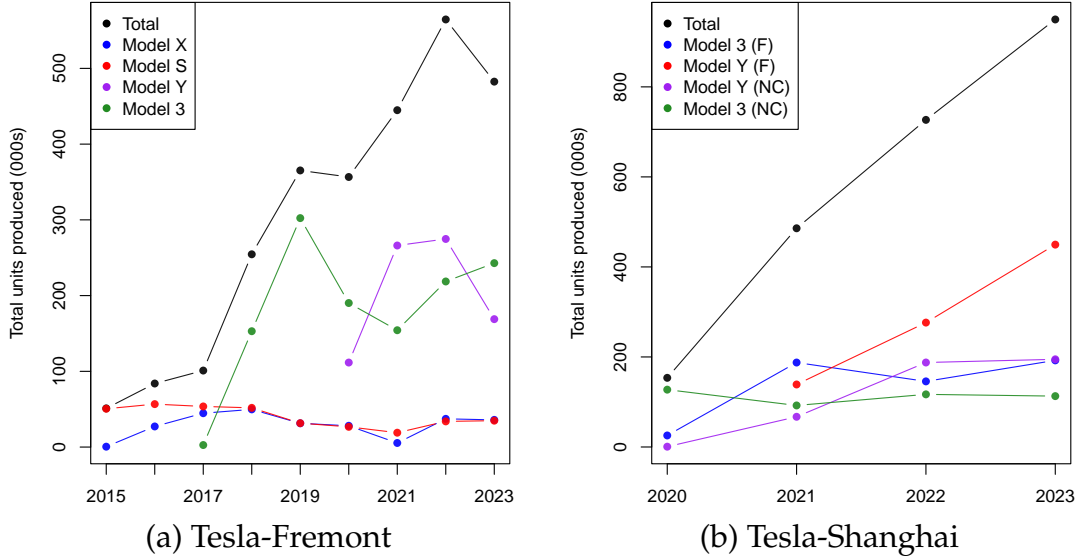 Total
Model X
Model S
Model Y
Model 3
Total units produced (000s)
0
100
200
300
400
500
2015
2017
2019
2021
2023
(a) Tesla-Fremont
Total
Model 3 (F)
Model Y (F)
Model Y (NC)
Model 3 (NC)
Total units produced (000s)
0
200
400
600
800
2020
2021
2022
2023
(b) Tesla-Shanghai